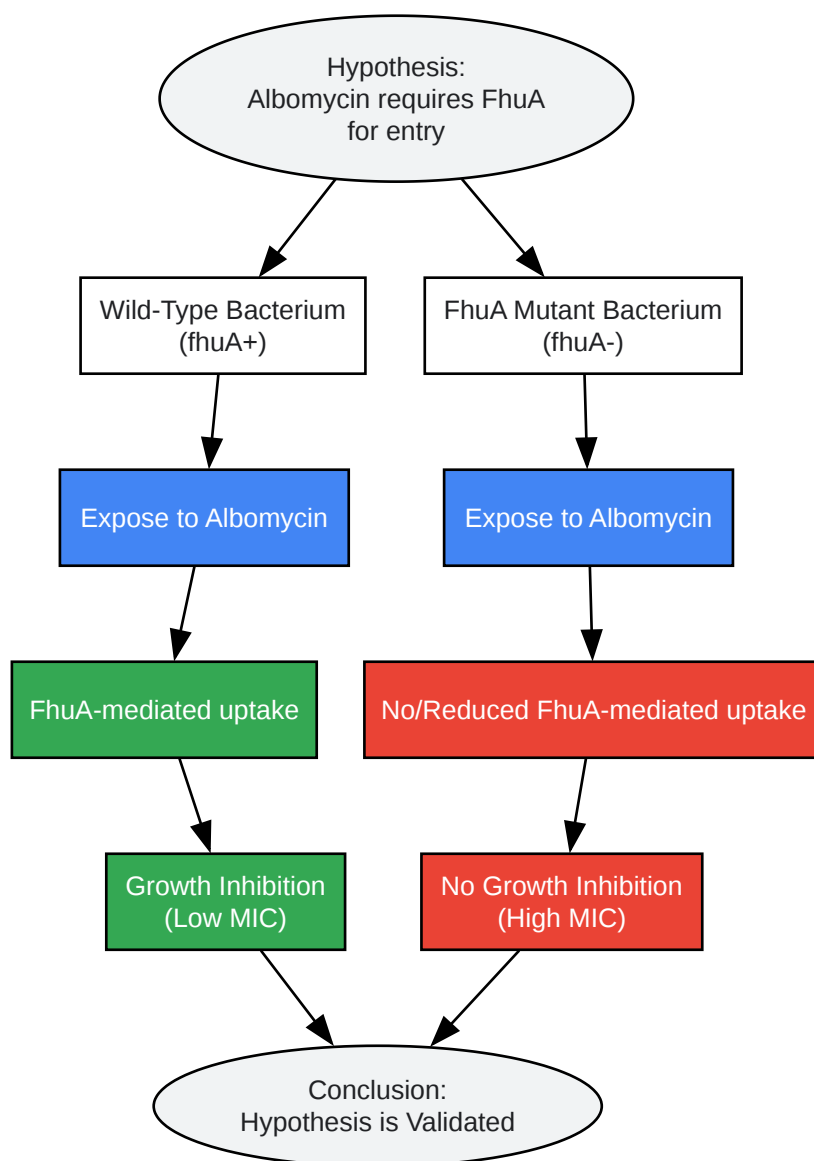 Hypothesis:
Albomycin requires FhuA
for entry
Wild-Type Bacterium
(fhuA+)
FhuA Mutant Bacterium
(fhuA-)
Expose to Albomycin
Expose to Albomycin
FhuA-mediated uptake
No/Reduced FhuA-mediated uptake
Growth Inhibition
(Low MIC)
No Growth Inhibition
(High MIC)
Conclusion:
Hypothesis is Validated